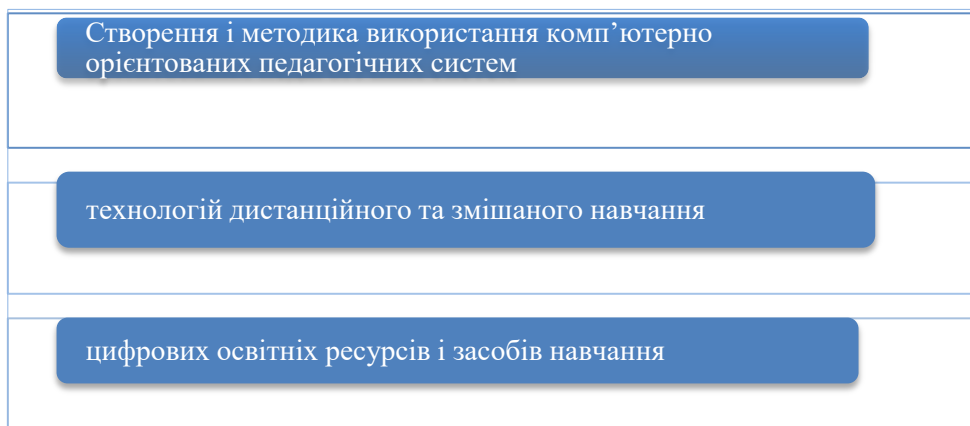 Створення і методика використання комп’ютерно
орієнтованих педагогічних систем
технологій дистанційного та змішаного навчання
цифрових освітніх ресурсів і засобів навчання